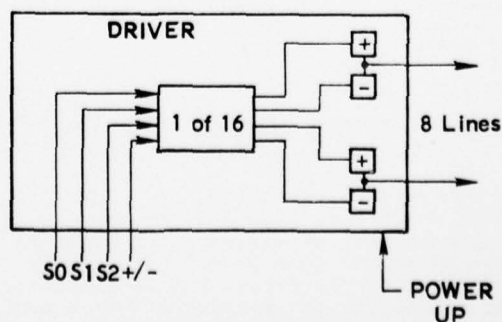 DRIVER
+
-
1 of 16
8 Lines
+
-
S0 S1 S2 +/-
POWER
UP